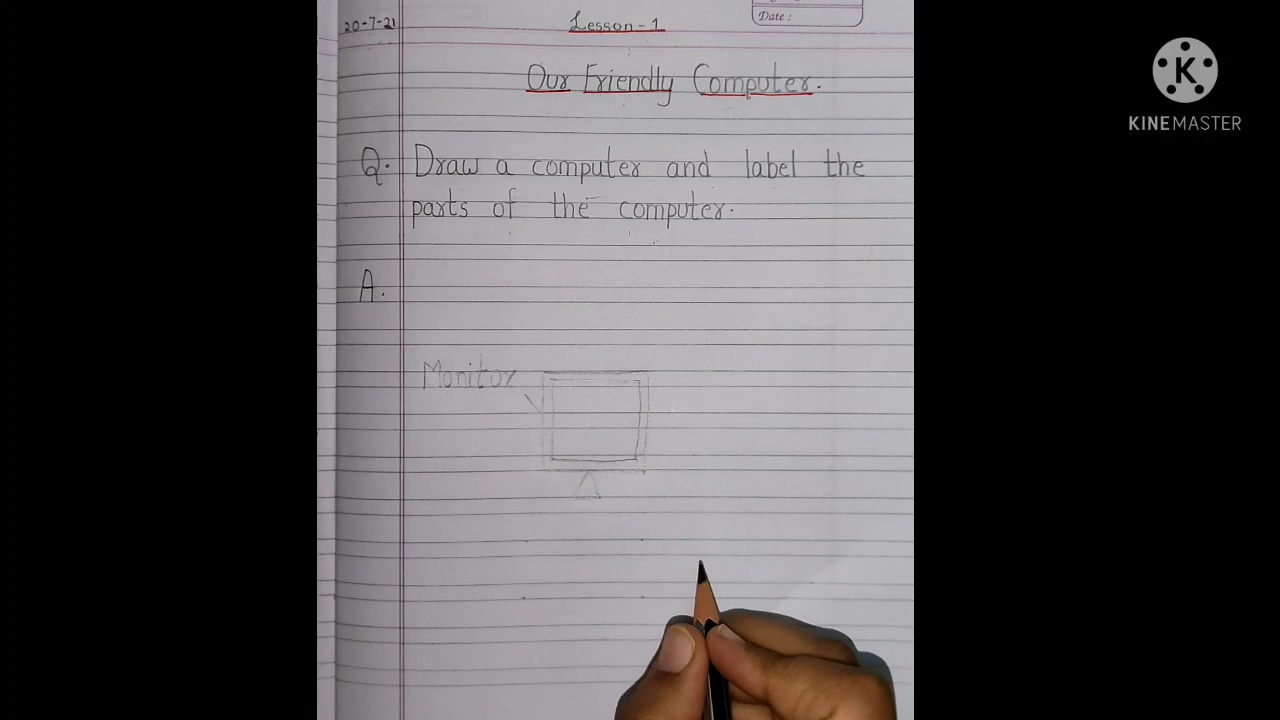 20-7-21
Lesson-1
Date :
Our Friendly Computer.
Q. Draw a computer and label the
parts of the computer.
A.
Monitor
K
KINEMASTER